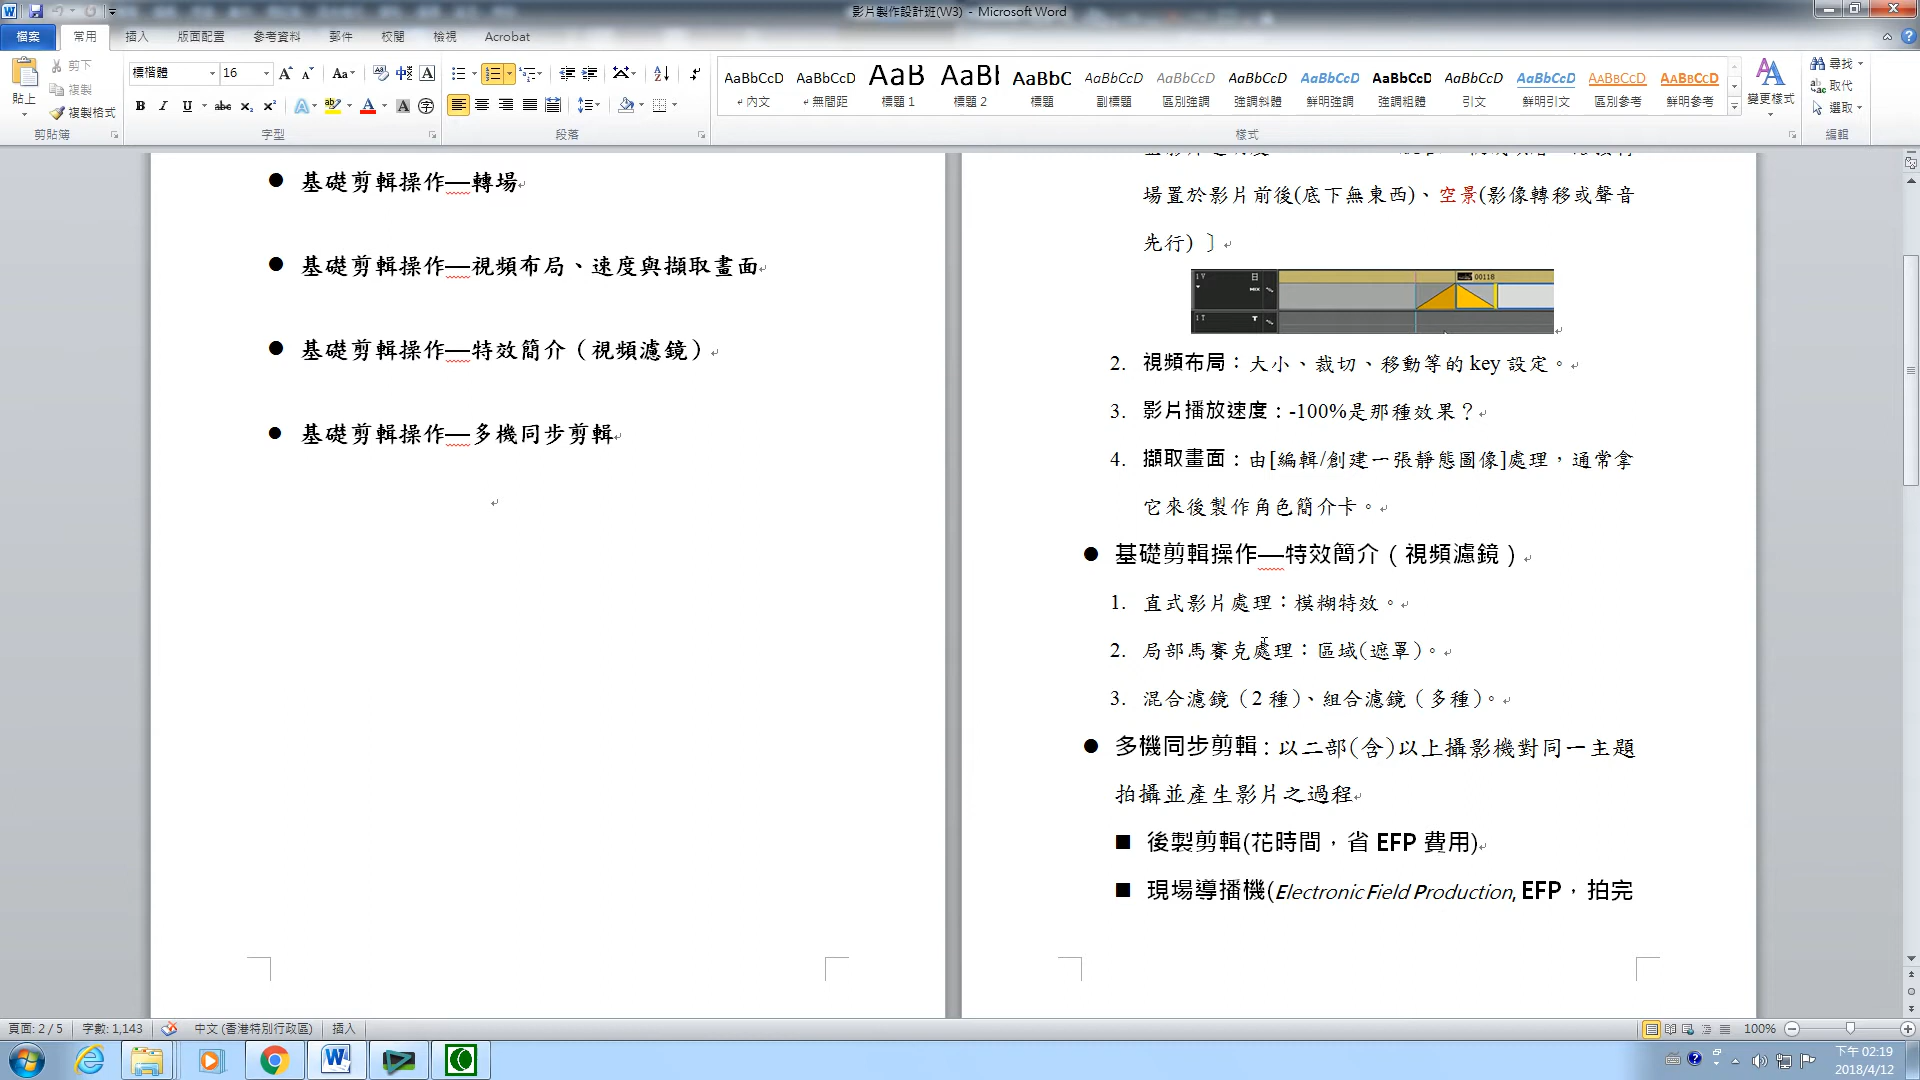 影片製作設計班(W3) - Microsoft Word
檔案 常用 插入 版面配置 參考資料 郵件 校閱 檢視 Acrobat
貼上
剪下
複製
複製格式
剪貼簿
標楷體 16
字型
段落
AaBbCcD AaBbCcD AaB AaBl AaBbC AaBbCcD AaBbCcD AaBbCcD AaBbCcD AaBbCcD AaBbCcD AaBbCcD AaBbCcD AaBbCcD
內文 無間距 標題 1 標題 2 標題 副標題 區別強調 強調斜體 鮮明強調 強調粗體 引文 鮮明引文 區別參考 鮮明參考
樣式
變更樣式
尋找
取代
選取
編輯
● 基礎剪輯操作—轉場
● 基礎剪輯操作—視頻布局、速度與擷取畫面
● 基礎剪輯操作—特效簡介（視頻濾鏡）
● 基礎剪輯操作—多機同步剪輯
場置於影片前後(底下無東西)、空景(影像轉移或聲音
先行) 〕
1 V
MIX
00118
1 T
T
2. 視頻布局：大小、裁切、移動等的 key 設定。
3. 影片播放速度：-100%是那種效果？
4. 擷取畫面：由[編輯/創建一張靜態圖像]處理，通常拿
它來後製作角色簡介卡。
● 基礎剪輯操作—特效簡介（視頻濾鏡）
1. 直式影片處理：模糊特效。
2. 局部馬賽克處理：區域(遮罩)。
3. 混合濾鏡（2 種）、組合濾鏡（多種）。
● 多機同步剪輯：以二部(含)以上攝影機對同一主題
拍攝並產生影片之過程
■ 後製剪輯(花時間，省 EFP 費用)
■ 現場導播機(Electronic Field Production, EFP，拍完
頁面: 2 / 5 字數: 1,143 中文 (香港特別行政區) 插入 100%
下午 02:19
2018/4/12